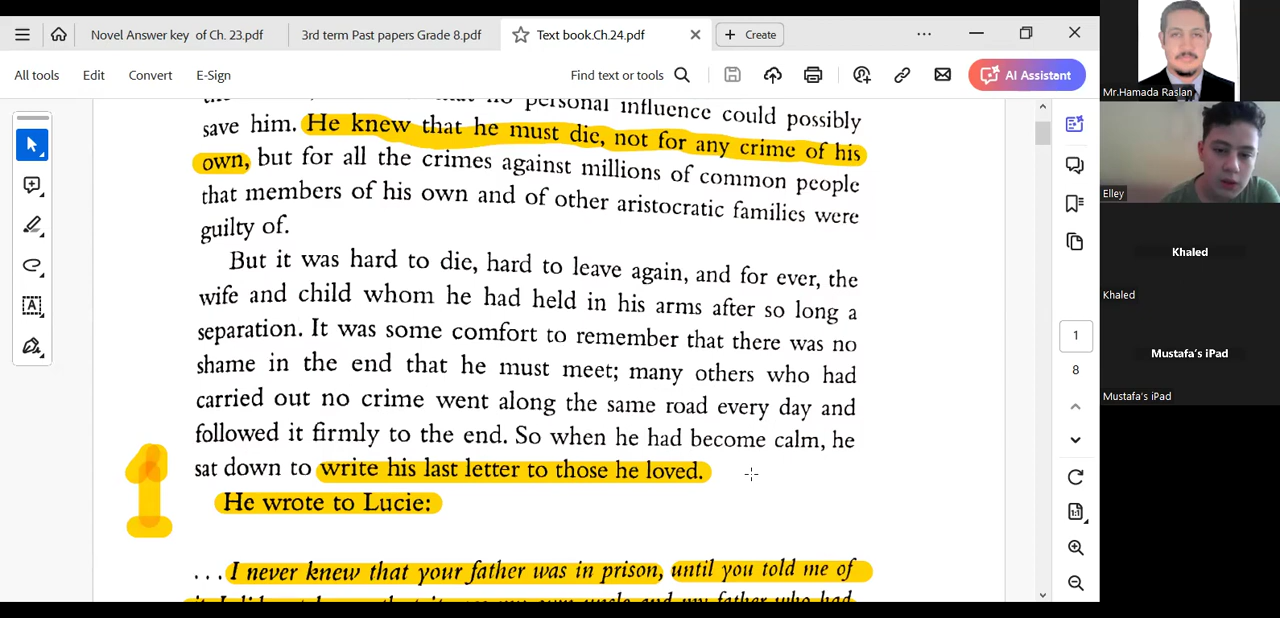 Novel Answer key of Ch. 23.pdf
3rd term Past papers Grade 8.pdf
Text book.Ch.24.pdf
Create
All tools
Edit
Convert
E-Sign
Find text or tools
AI Assistant
no personal influence could possibly
save him. He knew that he must die, not for any crime of his
own, but for all the crimes against millions of common people
that members of his own and of other aristocratic families were
guilty of.
But it was hard to die, hard to leave again, and for ever, the
wife and child whom he had held in his arms after so long a
separation. It was some comfort to remember that there was no
shame in the end that he must meet; many others who had
carried out no crime went along the same road every day and
followed it firmly to the end. So when he had become calm, he
sat down to write his last letter to those he loved.
1
He wrote to Lucie:
... I never knew that your father was in prison, until you told me of
1
8
Mr.Hamada Raslan
Elley
Khaled
Khaled
Mustafa's iPad
Mustafa's iPad